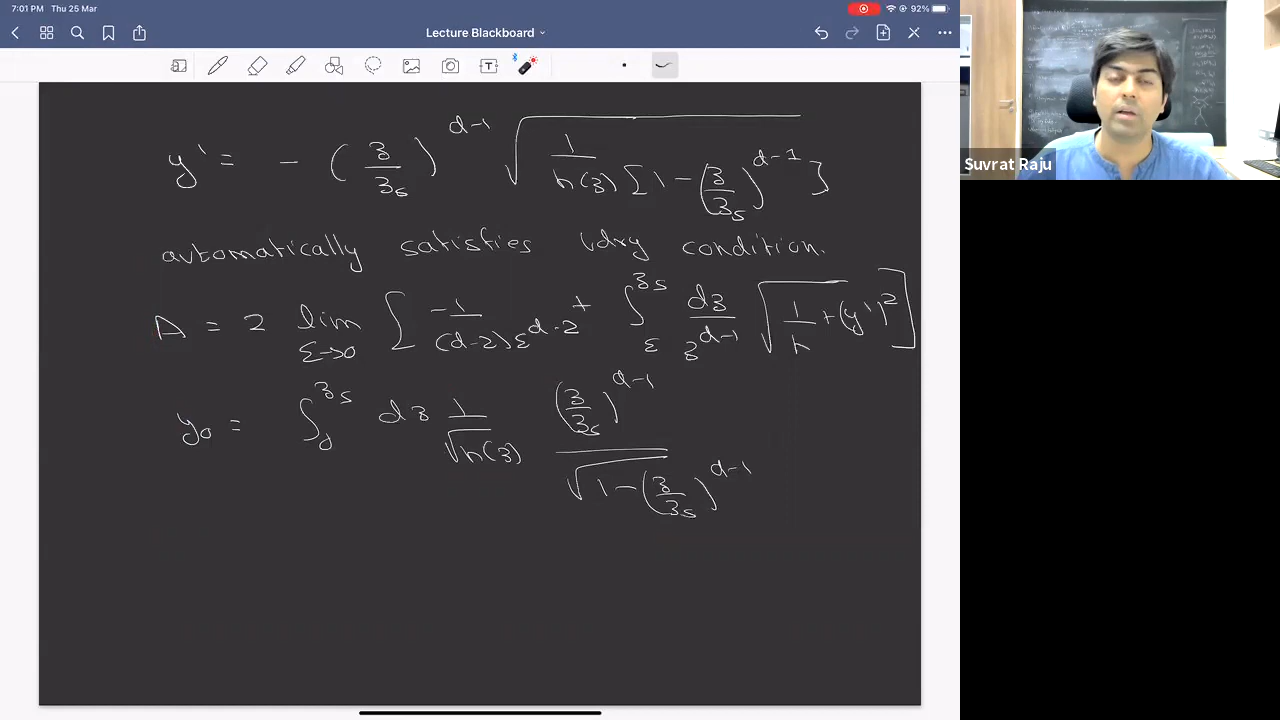 7:01 PM Thu 25 Mar
92%
Lecture Blackboard
Suvrat Raju
y' = - (z/z_s)^{d-1} √(1/(h(z) [1 - (z/z_s)^{d-1}]))
automatically satisfies bdry condition.
A = 2 lim_{ε→0} [ -1/((d-2) ε^{d-2}) + ∫_ε^{z_s} dz/z^{d-1} √(1/h + (y')^2) ]
y_0 = ∫_0^{z_s} dz 1/√h(z) (z/z_s)^{d-1} / √(1 - (z/z_s)^{d-1})